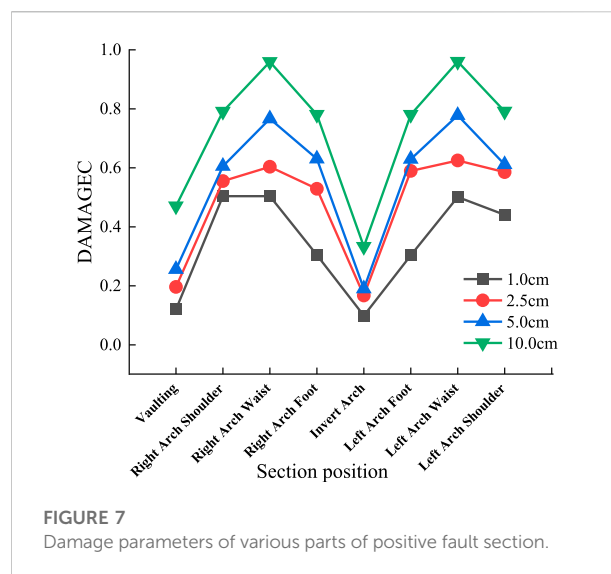 1.0
0.8
0.6
0.4
0.2
0.0
DAMAGEC
1.0cm
2.5cm
5.0cm
10.0cm
Vaulting
Right Arch Shoulder
Right Arch Waist
Right Arch Foot
Invert Arch
Left Arch Foot
Left Arch Waist
Left Arch Shoulder
Section position
FIGURE 7
Damage parameters of various parts of positive fault section.